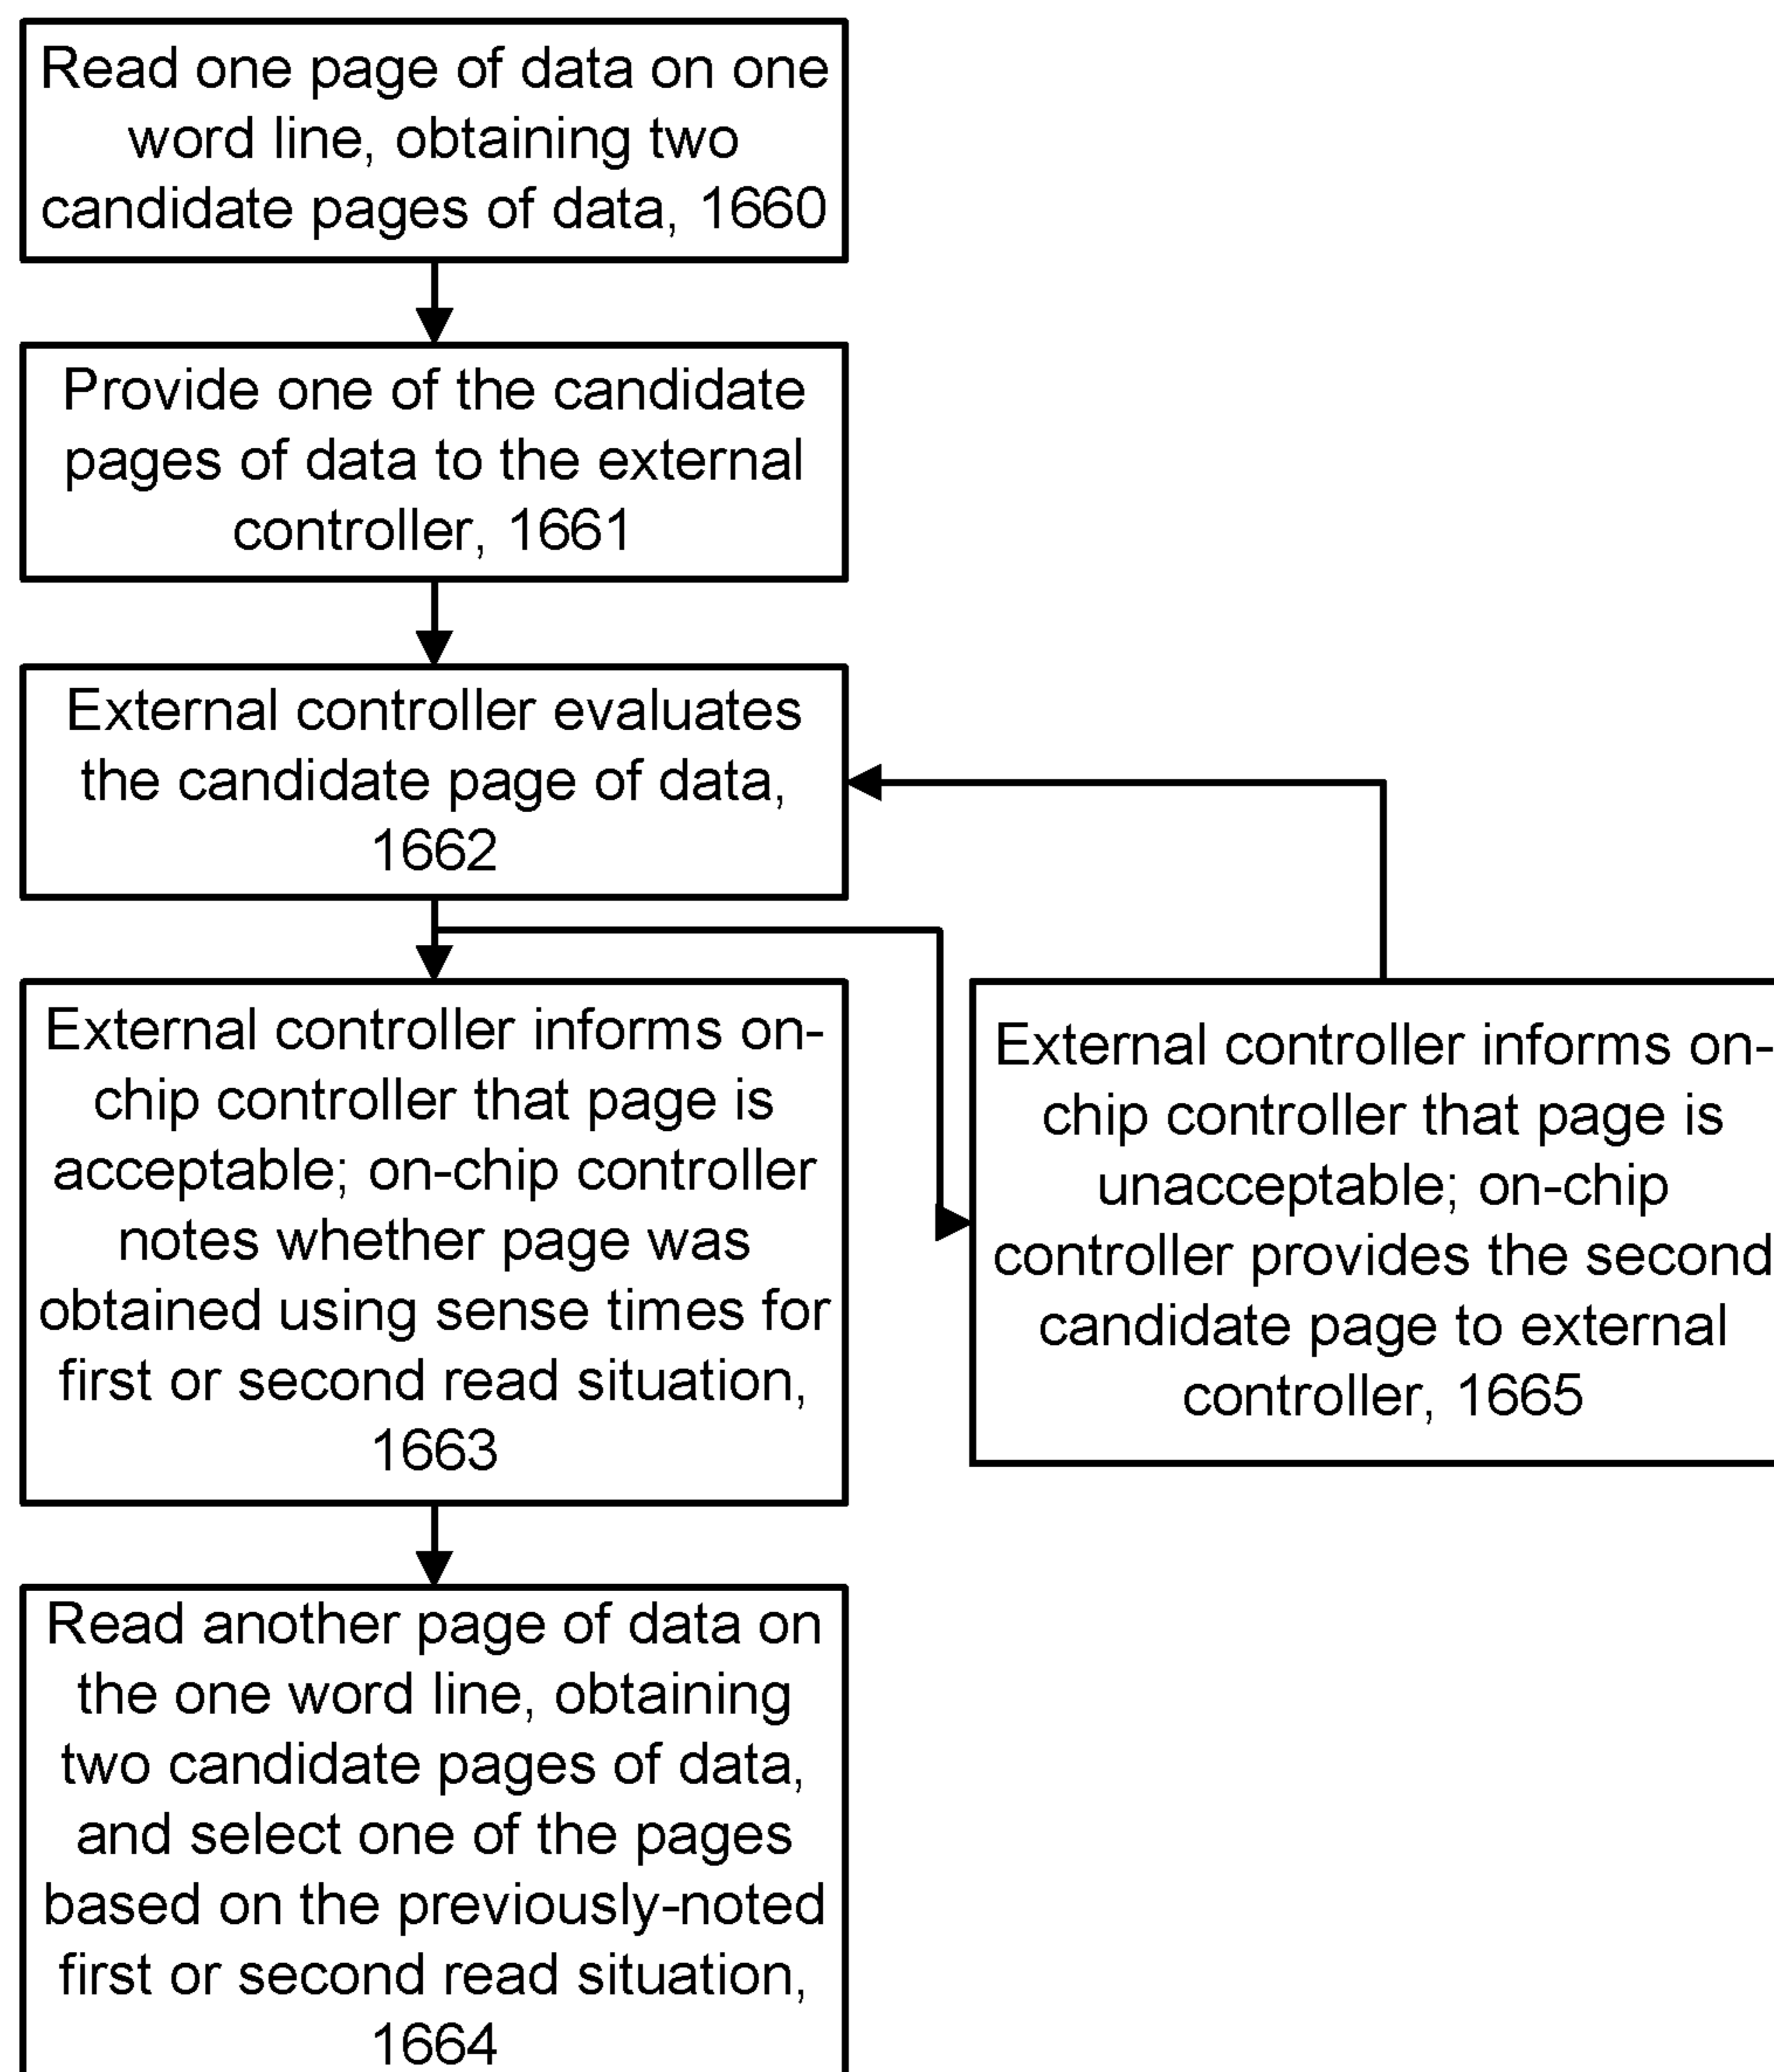 Read one page of data on one
word line, obtaining two
candidate pages of data, 1660
Provide one of the candidate
pages of data to the external
controller, 1661
External controller evaluates
the candidate page of data,
1662
External controller informs on-
chip controller that page is
acceptable; on-chip controller
notes whether page was
obtained using sense times for
first or second read situation,
1663
External controller informs on-
chip controller that page is
unacceptable; on-chip
controller provides the second
candidate page to external
controller, 1665
Read another page of data on
the one word line, obtaining
two candidate pages of data,
and select one of the pages
based on the previously-noted
first or second read situation,
1664